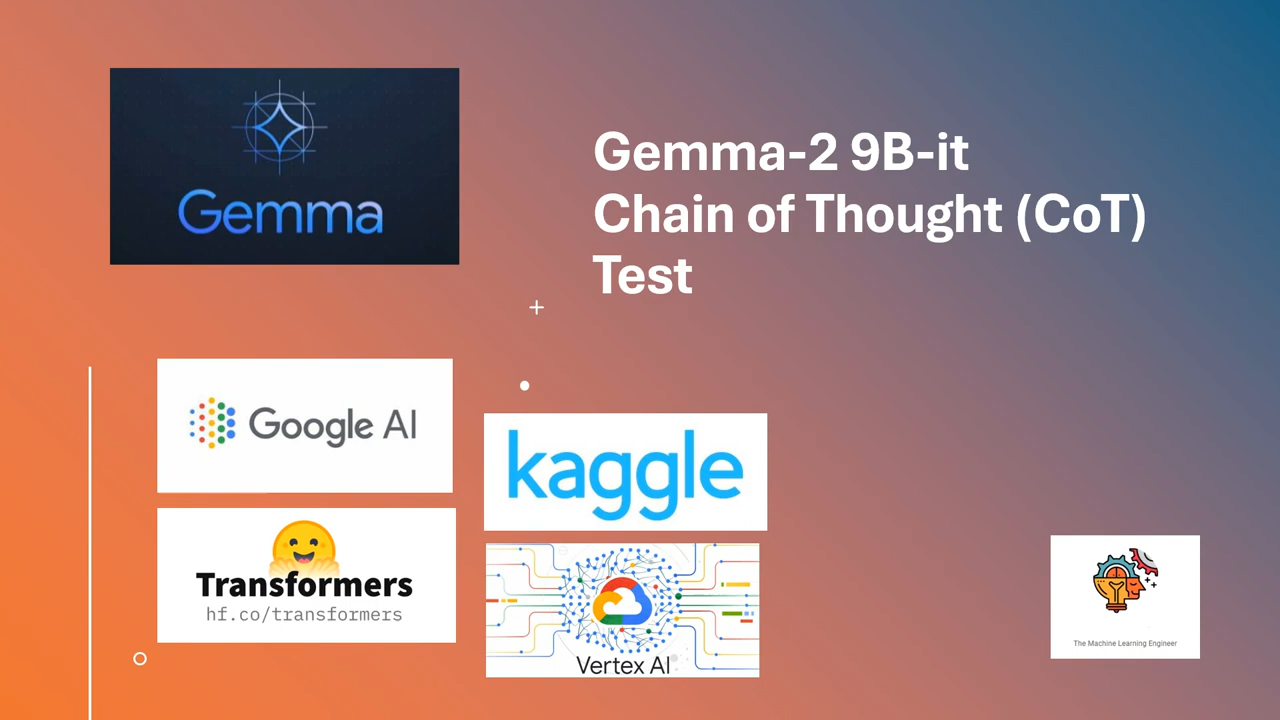 Gemma
Gemma-2 9B-it
Chain of Thought (CoT)
Test
Google AI
kaggle
Transformers
hf.co/transformers
Vertex AI
The Machine Learning Engineer